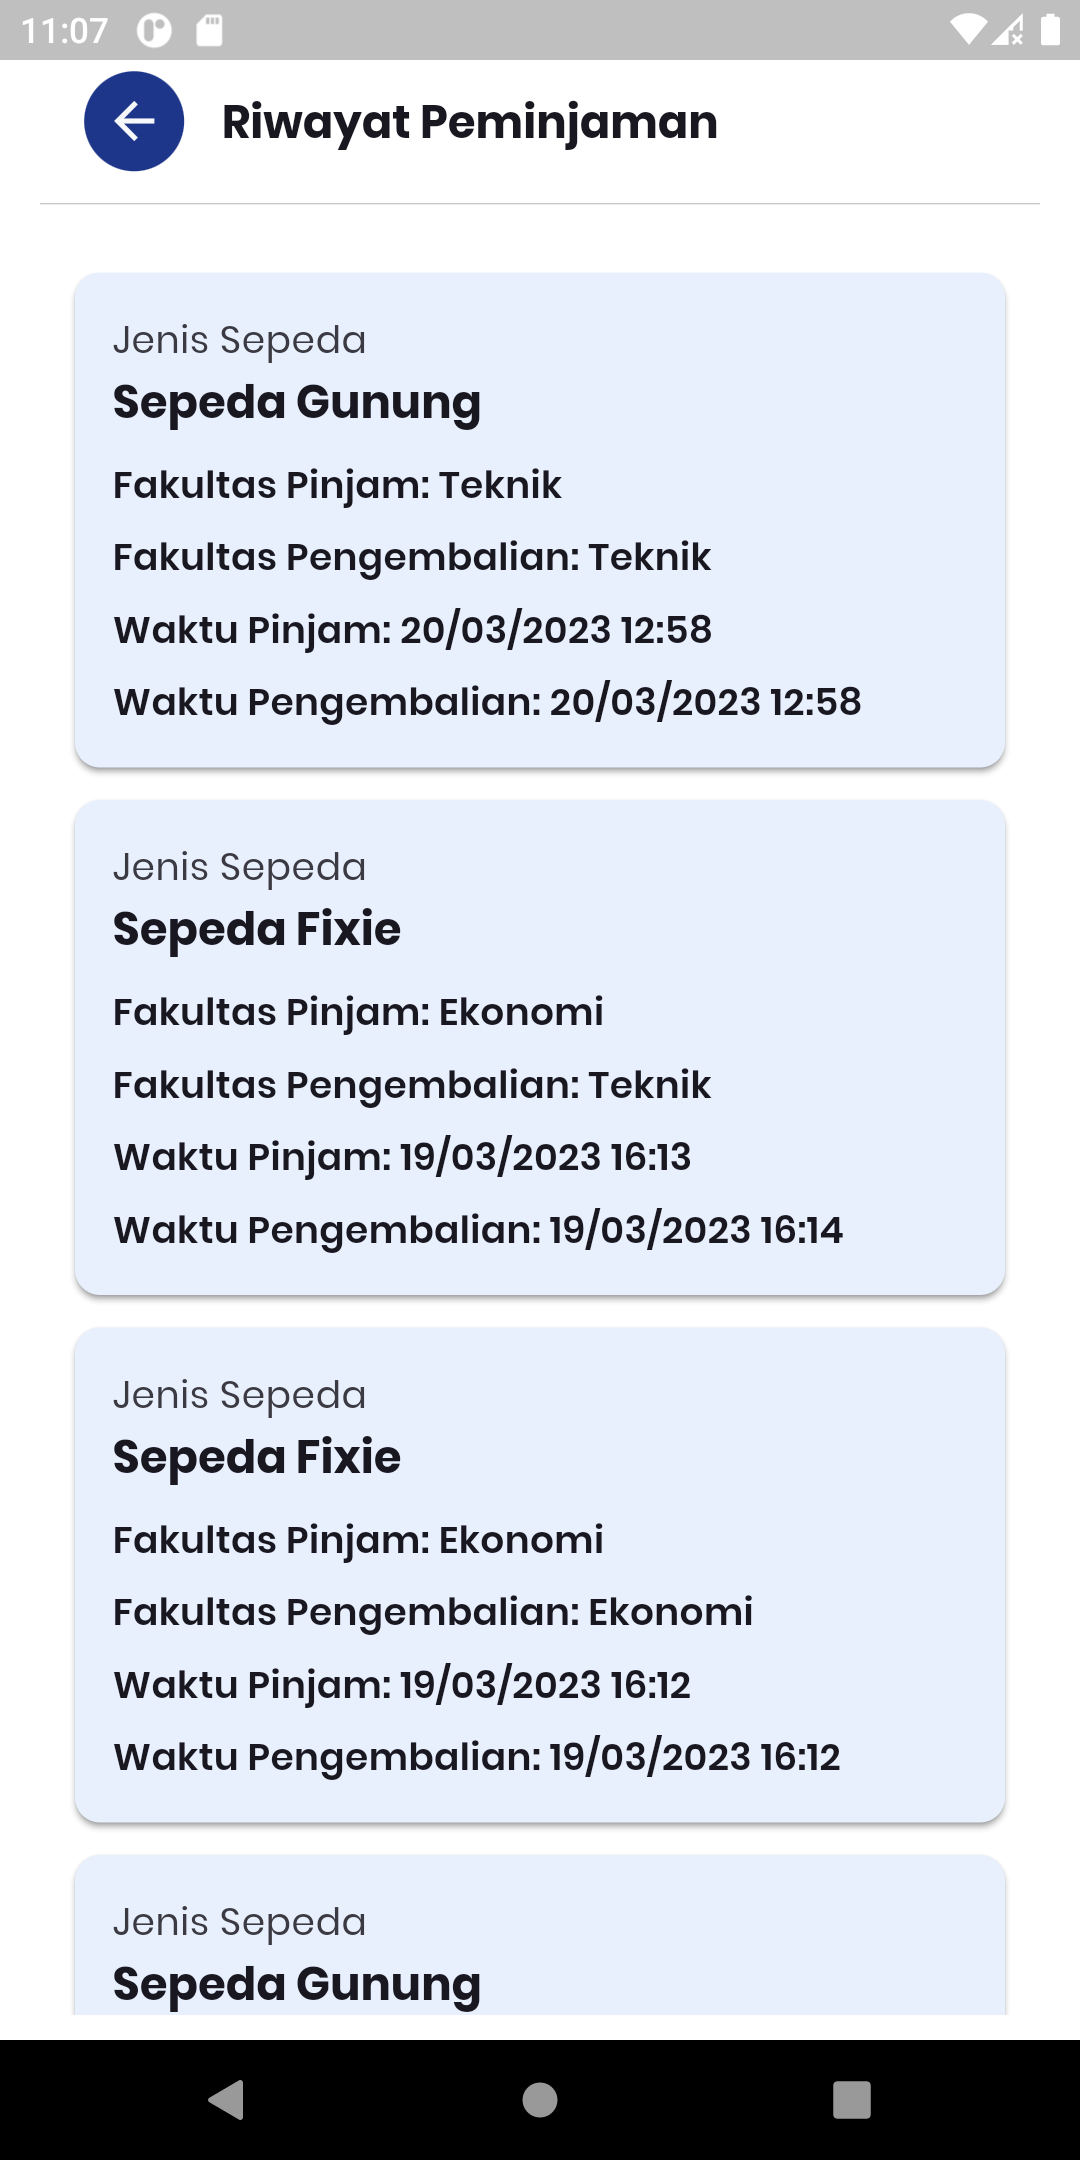 11:07
Riwayat Peminjaman
Jenis Sepeda
Sepeda Gunung
Fakultas Pinjam: Teknik
Fakultas Pengembalian: Teknik
Waktu Pinjam: 20/03/2023 12:58
Waktu Pengembalian: 20/03/2023 12:58
Jenis Sepeda
Sepeda Fixie
Fakultas Pinjam: Ekonomi
Fakultas Pengembalian: Teknik
Waktu Pinjam: 19/03/2023 16:13
Waktu Pengembalian: 19/03/2023 16:14
Jenis Sepeda
Sepeda Fixie
Fakultas Pinjam: Ekonomi
Fakultas Pengembalian: Ekonomi
Waktu Pinjam: 19/03/2023 16:12
Waktu Pengembalian: 19/03/2023 16:12
Jenis Sepeda
Sepeda Gunung